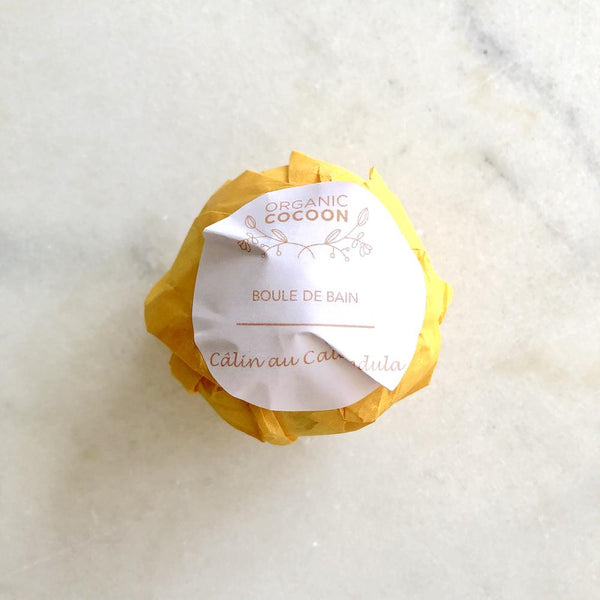 ORGANIC
COCOON
BOULE DE BAIN
Câlin au Calendula